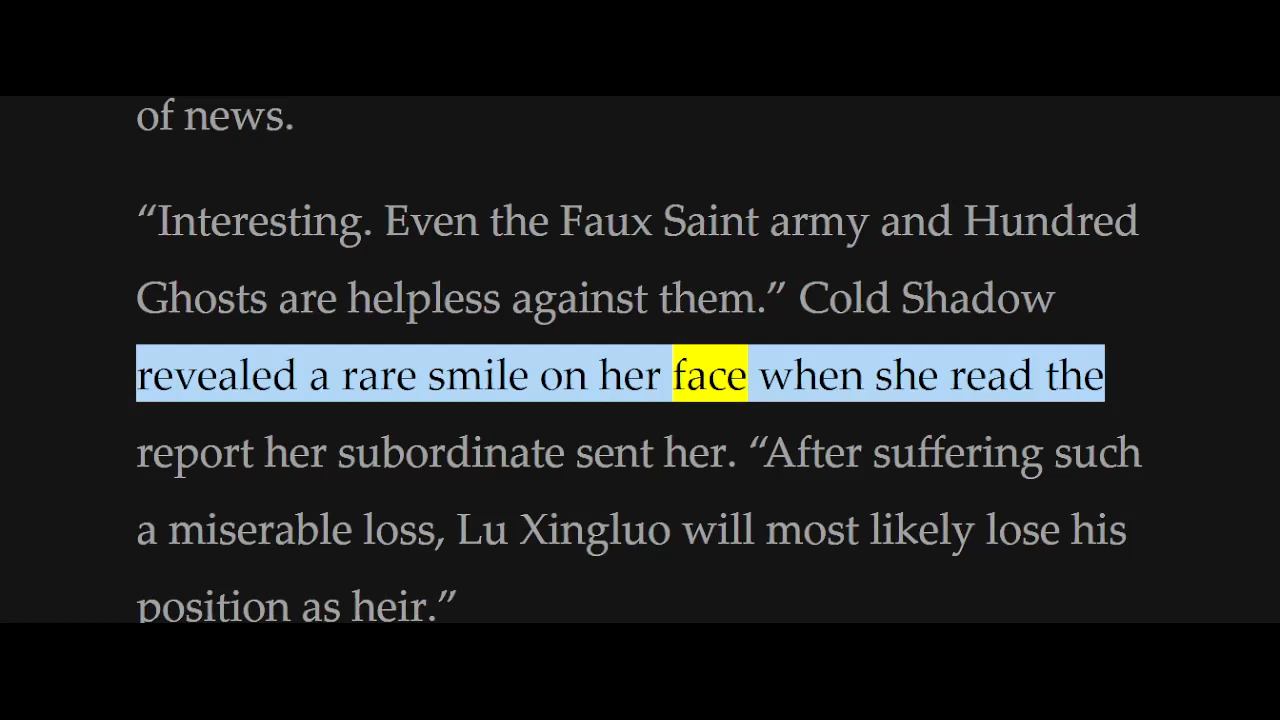 of news.
“Interesting. Even the Faux Saint army and Hundred
Ghosts are helpless against them.” Cold Shadow
revealed a rare smile on her face when she read the
report her subordinate sent her. “After suffering such
a miserable loss, Lu Xingluo will most likely lose his
position as heir.”